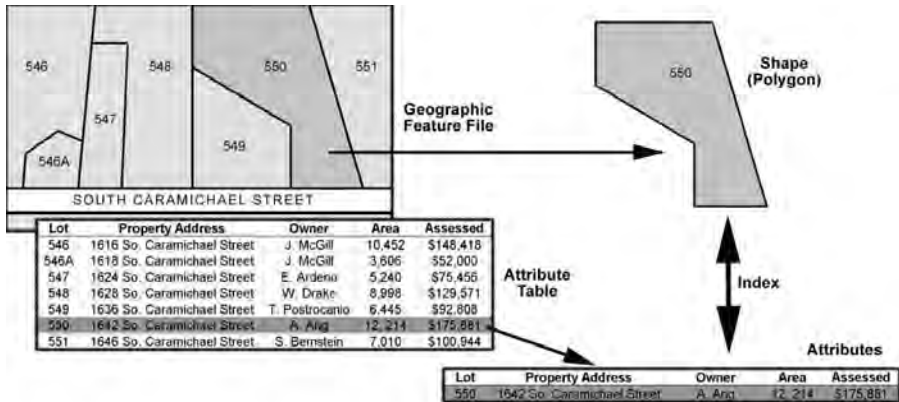 546
547
548
550
551
546A
549
SOUTH CARAMICHAEL STREET
Geographic
Feature File
550
Shape
(Polygon)
Lot Property Address Owner Area Assessed
546 1616 So. Caramichael Street J. McGill 10,452 $148,418
546A 1618 So. Caramichael Street J. McGill 3,606 $52,000
547 1624 So. Caramichael Street E. Ardeno 5,240 $75,456
548 1628 So. Caramichael Street W. Drake 8,998 $129,571
549 1636 So. Caramichael Street T. Postrocanio 6,445 $92,808
550 1642 So. Caramichael Street A. Ang 12, 214 $175,881
551 1646 So. Caramichael Street S. Bernstein 7,010 $100,944
Attribute
Table
Index
Attributes
Lot Property Address Owner Area Assessed
550 1642 So. Caramichael Street A. Ang 12, 214 $175,881